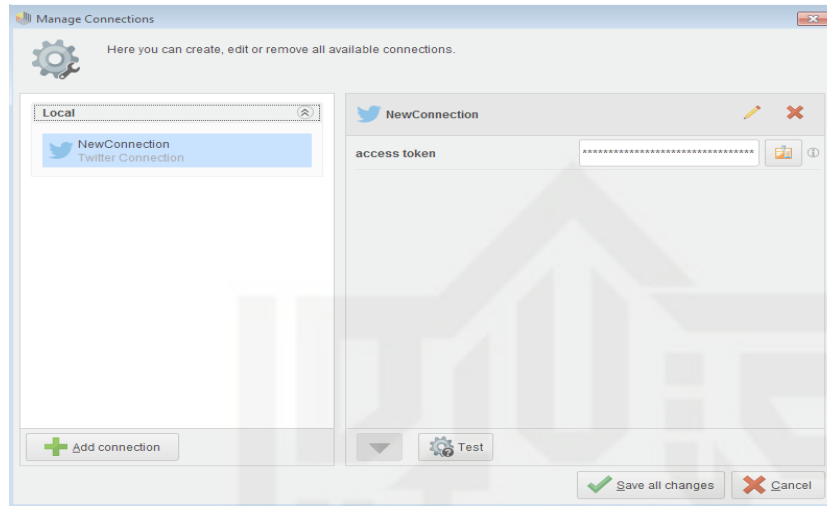 Manage Connections
Here you can create, edit or remove all available connections.
Local
NewConnection
Twitter Connection
NewConnection
access token
*********************************
Add connection
Test
Save all changes
Cancel